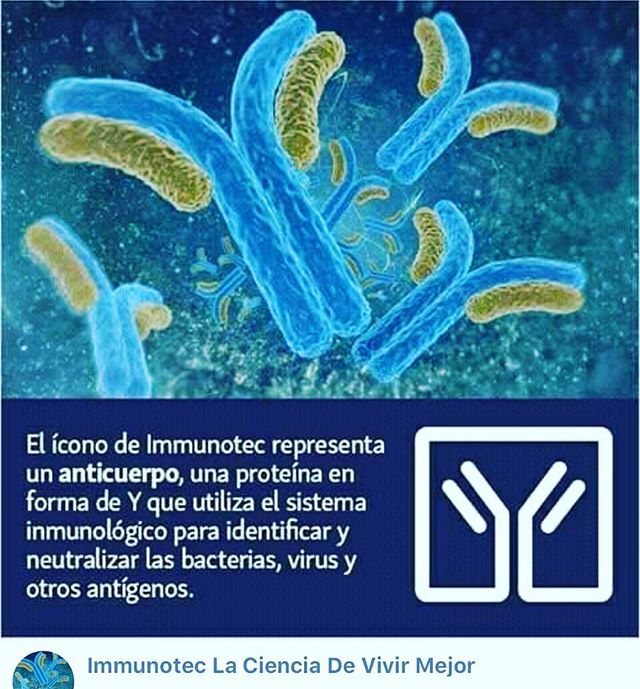 El ícono de Immunotec representa
un anticuerpo, una proteína en
forma de Y que utiliza el sistema
inmunológico para identificar y
neutralizar las bacterias, virus y
otros antígenos.
Immunotec La Ciencia De Vivir Mejor